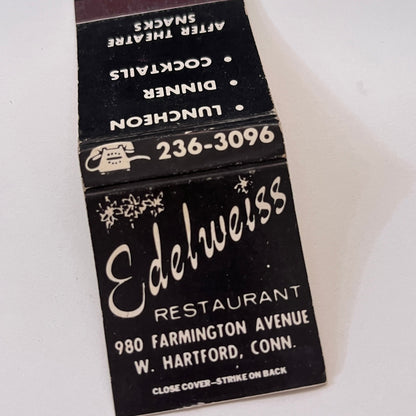 • LUNCHEON
• DINNER
• COCKTAILS
AFTER THEATRE
SNACKS
236-3096
Edelweiss
RESTAURANT
980 FARMINGTON AVENUE
W. HARTFORD, CONN.
CLOSE COVER—STRIKE ON BACK